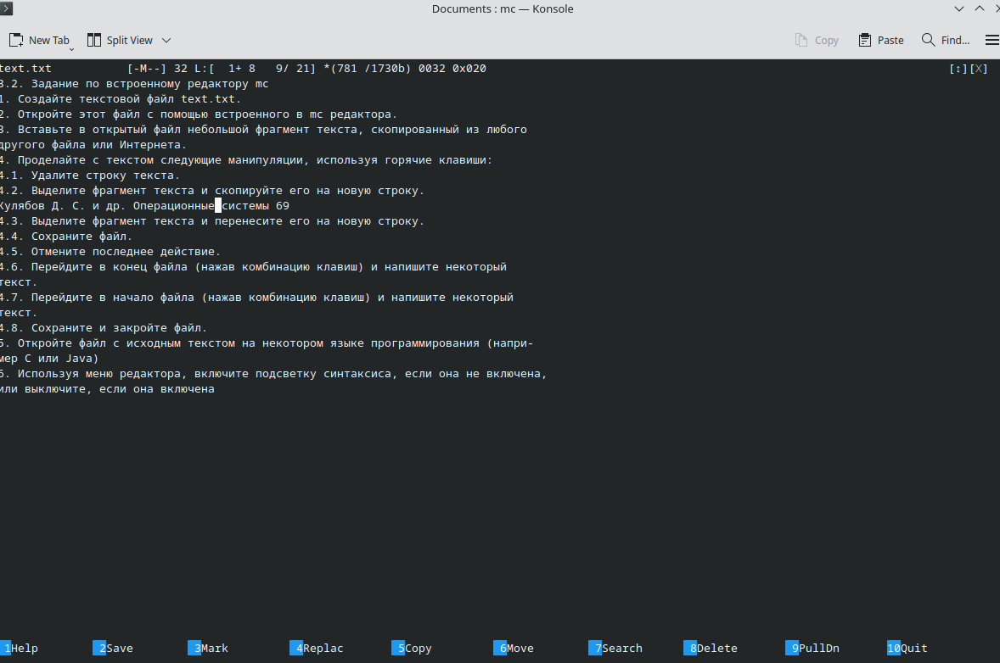 Documents : mc — Konsole
New Tab Split View Copy Paste Find...
text.txt [-M--] 32 L:[ 1+ 8 9/ 21] *(781 /1730b) 0032 0x020 [↕][X]
3.2. Задание по встроенному редактору mc
1. Создайте текстовой файл text.txt.
2. Откройте этот файл с помощью встроенного в mc редактора.
3. Вставьте в открытый файл небольшой фрагмент текста, скопированный из любого
другого файла или Интернета.
4. Проделайте с текстом следующие манипуляции, используя горячие клавиши:
4.1. Удалите строку текста.
4.2. Выделите фрагмент текста и скопируйте его на новую строку.
Кулябов Д. С. и др. Операционные системы 69
4.3. Выделите фрагмент текста и перенесите его на новую строку.
4.4. Сохраните файл.
4.5. Отмените последнее действие.
4.6. Перейдите в конец файла (нажав комбинацию клавиш) и напишите некоторый
текст.
4.7. Перейдите в начало файла (нажав комбинацию клавиш) и напишите некоторый
текст.
4.8. Сохраните и закройте файл.
5. Откройте файл с исходным текстом на некотором языке программирования (напри-
мер C или Java)
6. Используя меню редактора, включите подсветку синтаксиса, если она не включена,
или выключите, если она включена
1Help 2Save 3Mark 4Replac 5Copy 6Move 7Search 8Delete 9PullDn 10Quit